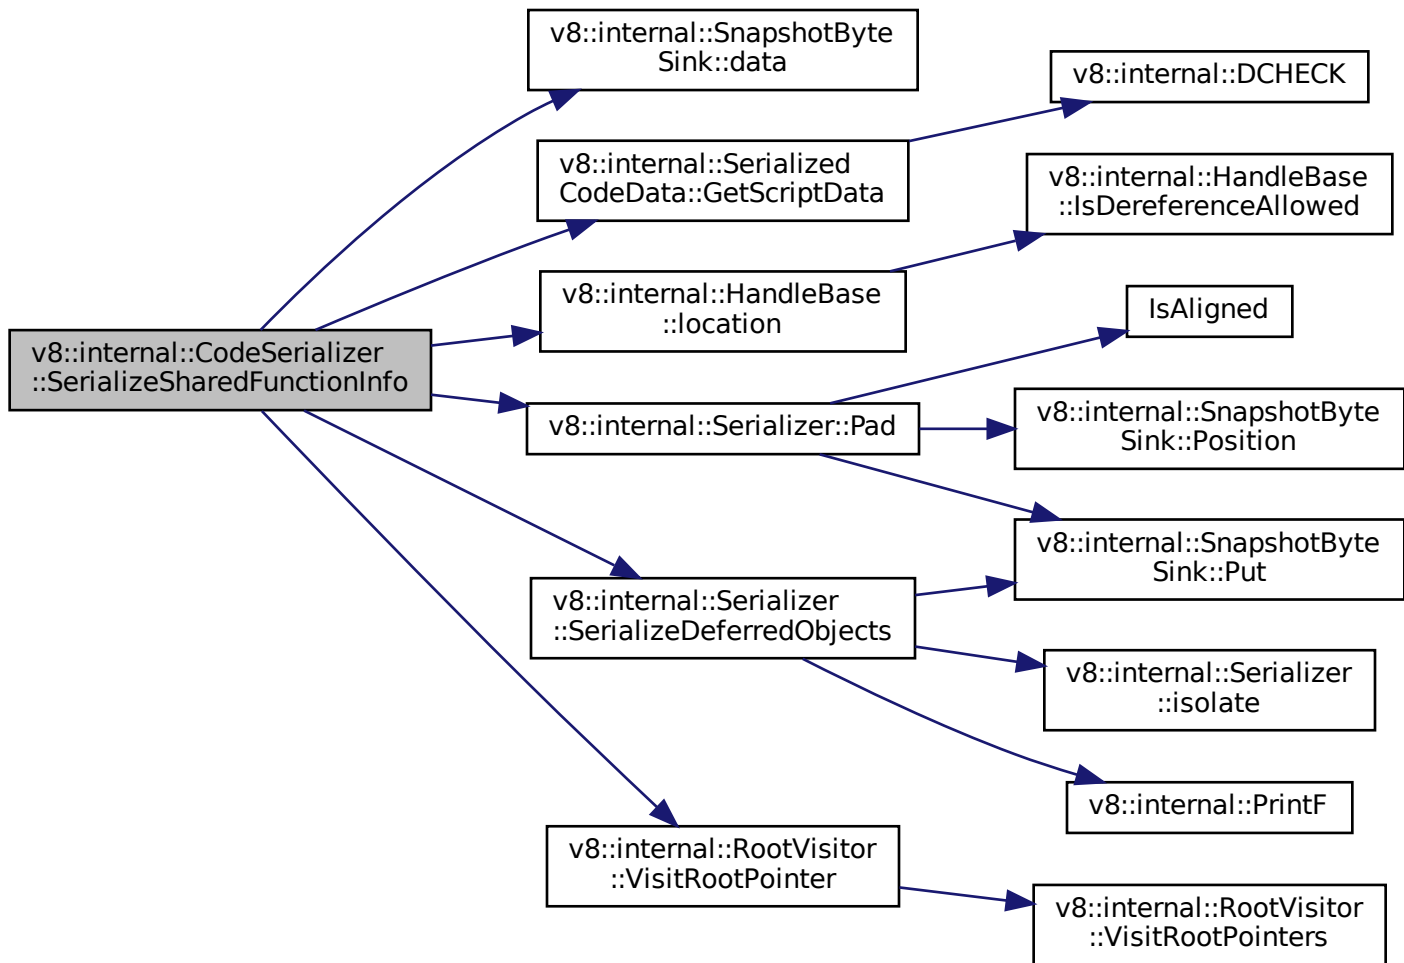 v8::internal::SnapshotByte
Sink::data
v8::internal::DCHECK
v8::internal::Serialized
CodeData::GetScriptData
v8::internal::HandleBase
::IsDereferenceAllowed
v8::internal::HandleBase
::location
IsAligned
v8::internal::CodeSerializer
::SerializeSharedFunctionInfo
v8::internal::Serializer::Pad
v8::internal::SnapshotByte
Sink::Position
v8::internal::SnapshotByte
Sink::Put
v8::internal::Serializer
::SerializeDeferredObjects
v8::internal::Serializer
::isolate
v8::internal::PrintF
v8::internal::RootVisitor
::VisitRootPointer
v8::internal::RootVisitor
::VisitRootPointers